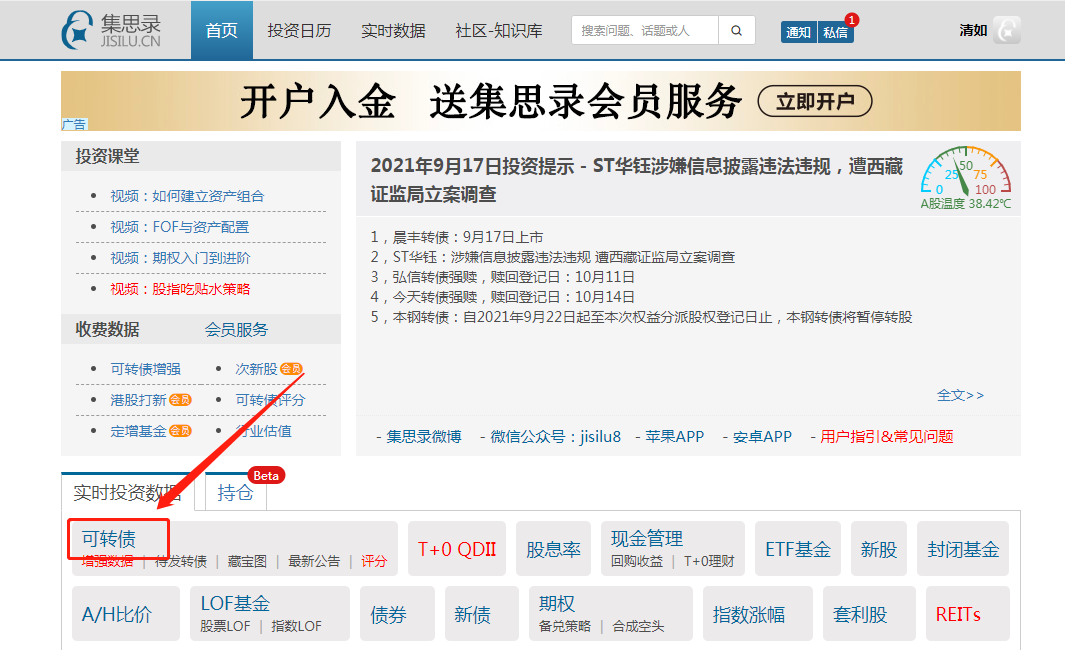 集思录
JISILU.CN
首页 投资日历 实时数据 社区-知识库 搜索问题、话题或人 通知 私信 1 清如
开户入金 送集思录会员服务 立即开户
广告
投资课堂
视频：如何建立资产组合
视频：FOF与资产配置
视频：期权入门到进阶
视频：股指吃贴水策略
收费数据 会员服务
可转债增强 次新股 会员
港股打新 会员 可转债评分
定增基金 会员 行业估值
2021年9月17日投资提示 - ST华钰涉嫌信息披露违法违规，遭西藏
证监局立案调查
0 25 50 75 100
A股温度 38.42℃
1，晨丰转债：9月17日上市
2，ST华钰：涉嫌信息披露违法违规 遭西藏证监局立案调查
3，弘信转债强赎，赎回登记日：10月11日
4，今天转债强赎，赎回登记日：10月14日
5，本钢转债：自2021年9月22日起至本次权益分派股权登记日止，本钢转债将暂停转股
全文>>
- 集思录微博 - 微信公众号：jisilu8 - 苹果APP - 安卓APP - 用户指引&常见问题
实时投资数据 持仓 Beta
可转债
增强数据 | 待发转债 | 藏宝图 | 最新公告 | 评分
T+0 QDII
股息率
现金管理
回购收益 | T+0理财
ETF基金
新股
封闭基金
A/H比价
LOF基金
股票LOF | 指数LOF
债券
新债
期权
备兑策略 | 合成空头
指数涨幅
套利股
REITs